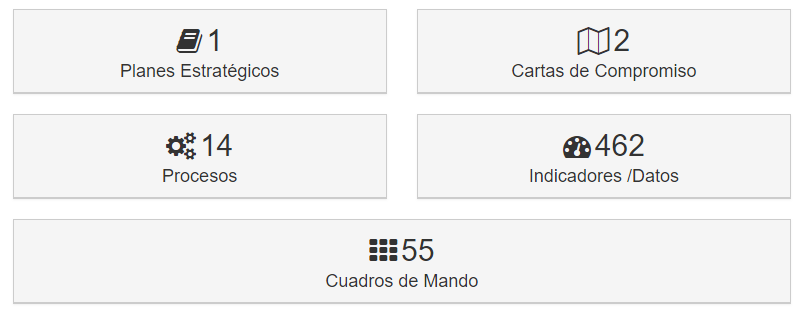 1
Planes Estratégicos
2
Cartas de Compromiso
14
Procesos
462
Indicadores /Datos
55
Cuadros de Mando